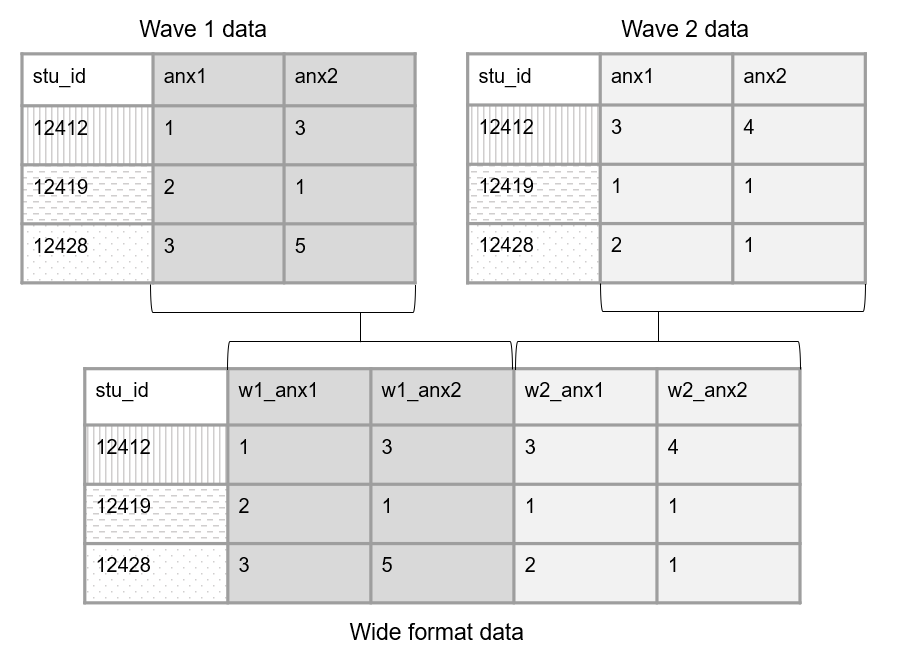 Wave 1 data
stu_id anx1 anx2
12412 1 3
12419 2 1
12428 3 5
Wave 2 data
stu_id anx1 anx2
12412 3 4
12419 1 1
12428 2 1
stu_id w1_anx1 w1_anx2 w2_anx1 w2_anx2
12412 1 3 3 4
12419 2 1 1 1
12428 3 5 2 1
Wide format data